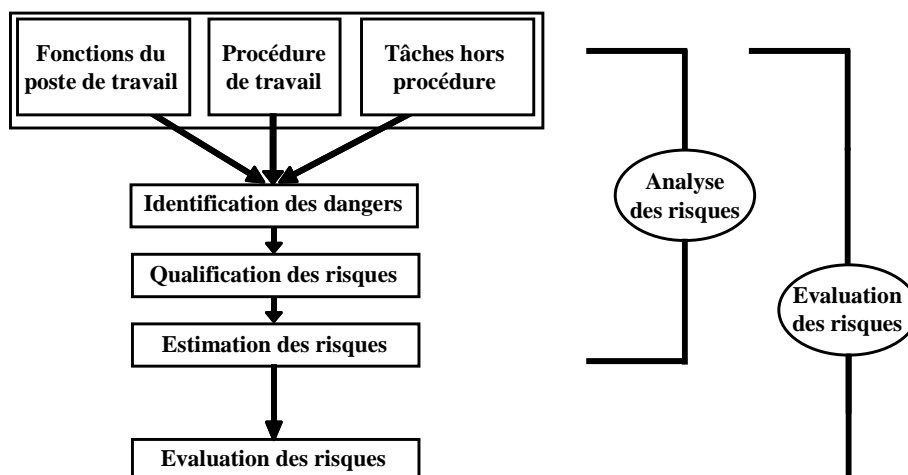 Fonctions du
poste de travail
Procédure
de travail
Tâches hors
procédure
Identification des dangers
Qualification des risques
Estimation des risques
Evaluation des risques
Analyse
des risques
Evaluation
des risques